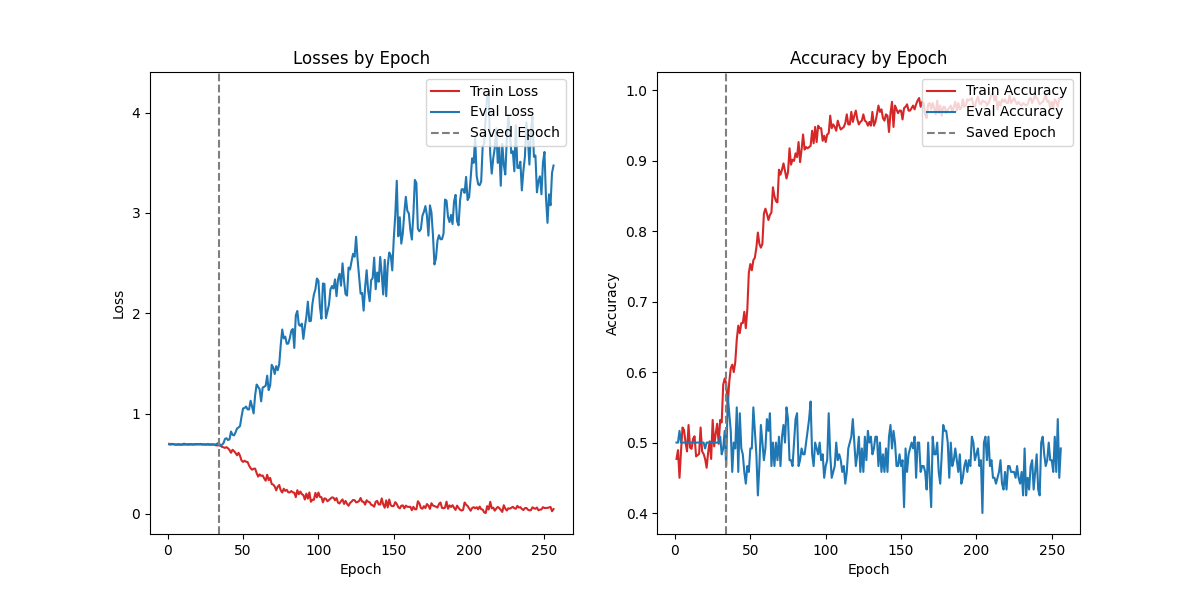 Losses by Epoch
Train Loss
Eval Loss
Saved Epoch
4
3
2
1
0
Loss
0 50 100 150 200 250
Epoch
Accuracy by Epoch
Train Accuracy
Eval Accuracy
Saved Epoch
1.0
0.9
0.8
0.7
0.6
0.5
0.4
Accuracy
0 50 100 150 200 250
Epoch